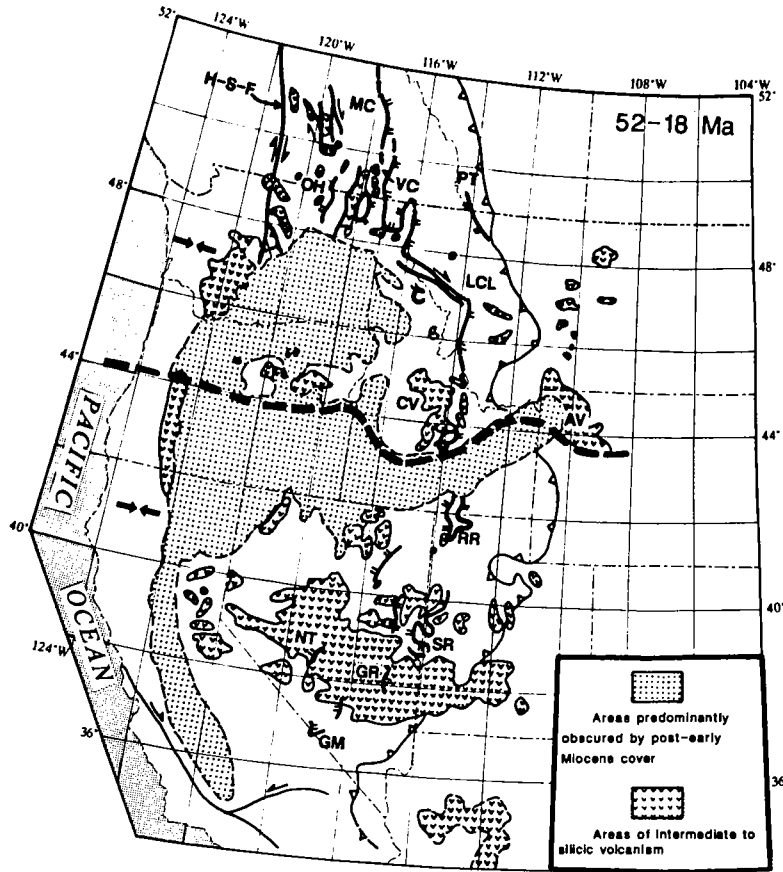 52°
124°W
120°W
116°W
112°W
108°W
104°W
52°
H-S-F
MC
52-18 Ma
48°
OH
VC
PT
48°
LCL
44°
CV
AV
44°
PACIFIC
40°
RR
OCEAN
40°
124°W
NT
SR
GR
36°
GM
36°
Areas predominantly
obscured by post-early
Miocene cover
Areas of intermediate to
silicic volcanism